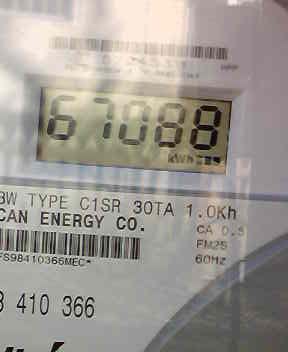 67088
kWh
3W TYPE C1SR 30TA 1.0Kh
CAN ENERGY CO.
CA 0.5
FM2S
FS98410366MEC*
60Hz
8 410 366